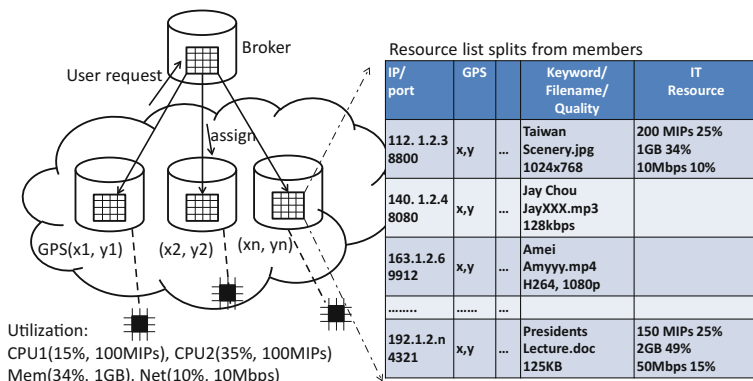 Broker
User request
assign
GPS(x1, y1)
(x2, y2)
(xn, yn)
Utilization:
CPU1(15%, 100MIPs), CPU2(35%, 100MIPs)
Mem(34%, 1GB), Net(10%, 10Mbps)
Resource list splits from members
IP/ port GPS Keyword/ Filename/ Quality IT Resource
112. 1.2.3 8800 x,y ... Taiwan Scenery.jpg 1024x768 200 MIPs 25% 1GB 34% 10Mbps 10%
140. 1.2.4 8080 x,y ... Jay Chou JayXXX.mp3 128kbps
163.1.2.6 9912 x,y ... Amei Amyyy.mp4 H264, 1080p
........ ...... ...
192.1.2.n 4321 x,y ... Presidents Lecture.doc 125KB 150 MIPs 25% 2GB 49% 50Mbps 15%